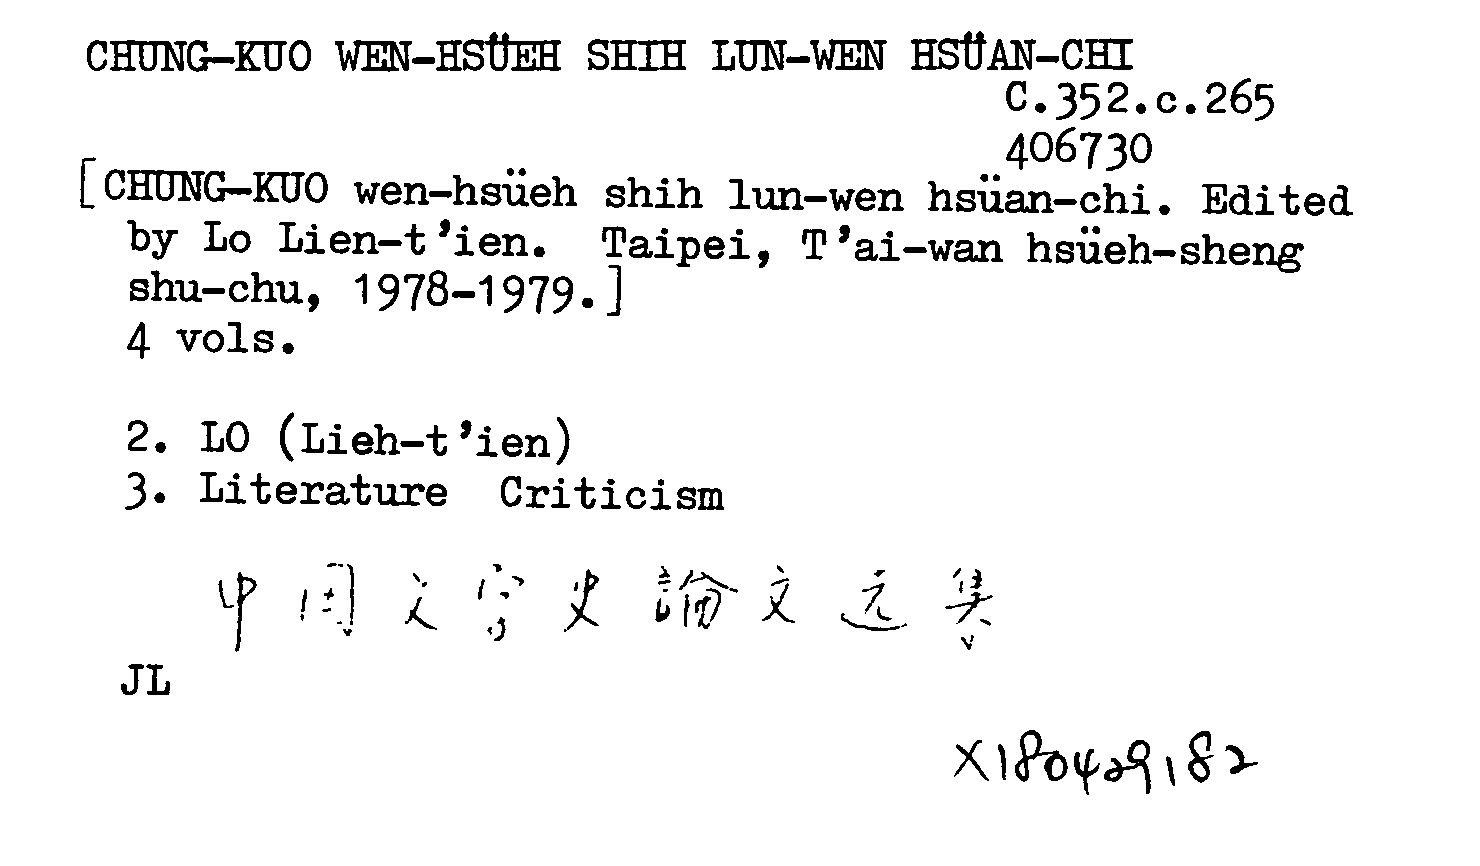 CHUNG-KUO WEN-HSÜEH SHIH LUN-WEN HSÜAN-CHI
C.352.c.265
406730
[CHUNG-KUO wen-hsüeh shih lun-wen hsüan-chi. Edited
by Lo Lien-t'ien. Taipei, T'ai-wan hsüeh-sheng
shu-chu, 1978-1979.]
4 vols.
2. LO (Lieh-t'ien)
3. Literature Criticism
中国文学史論文选集
JL
X180429182